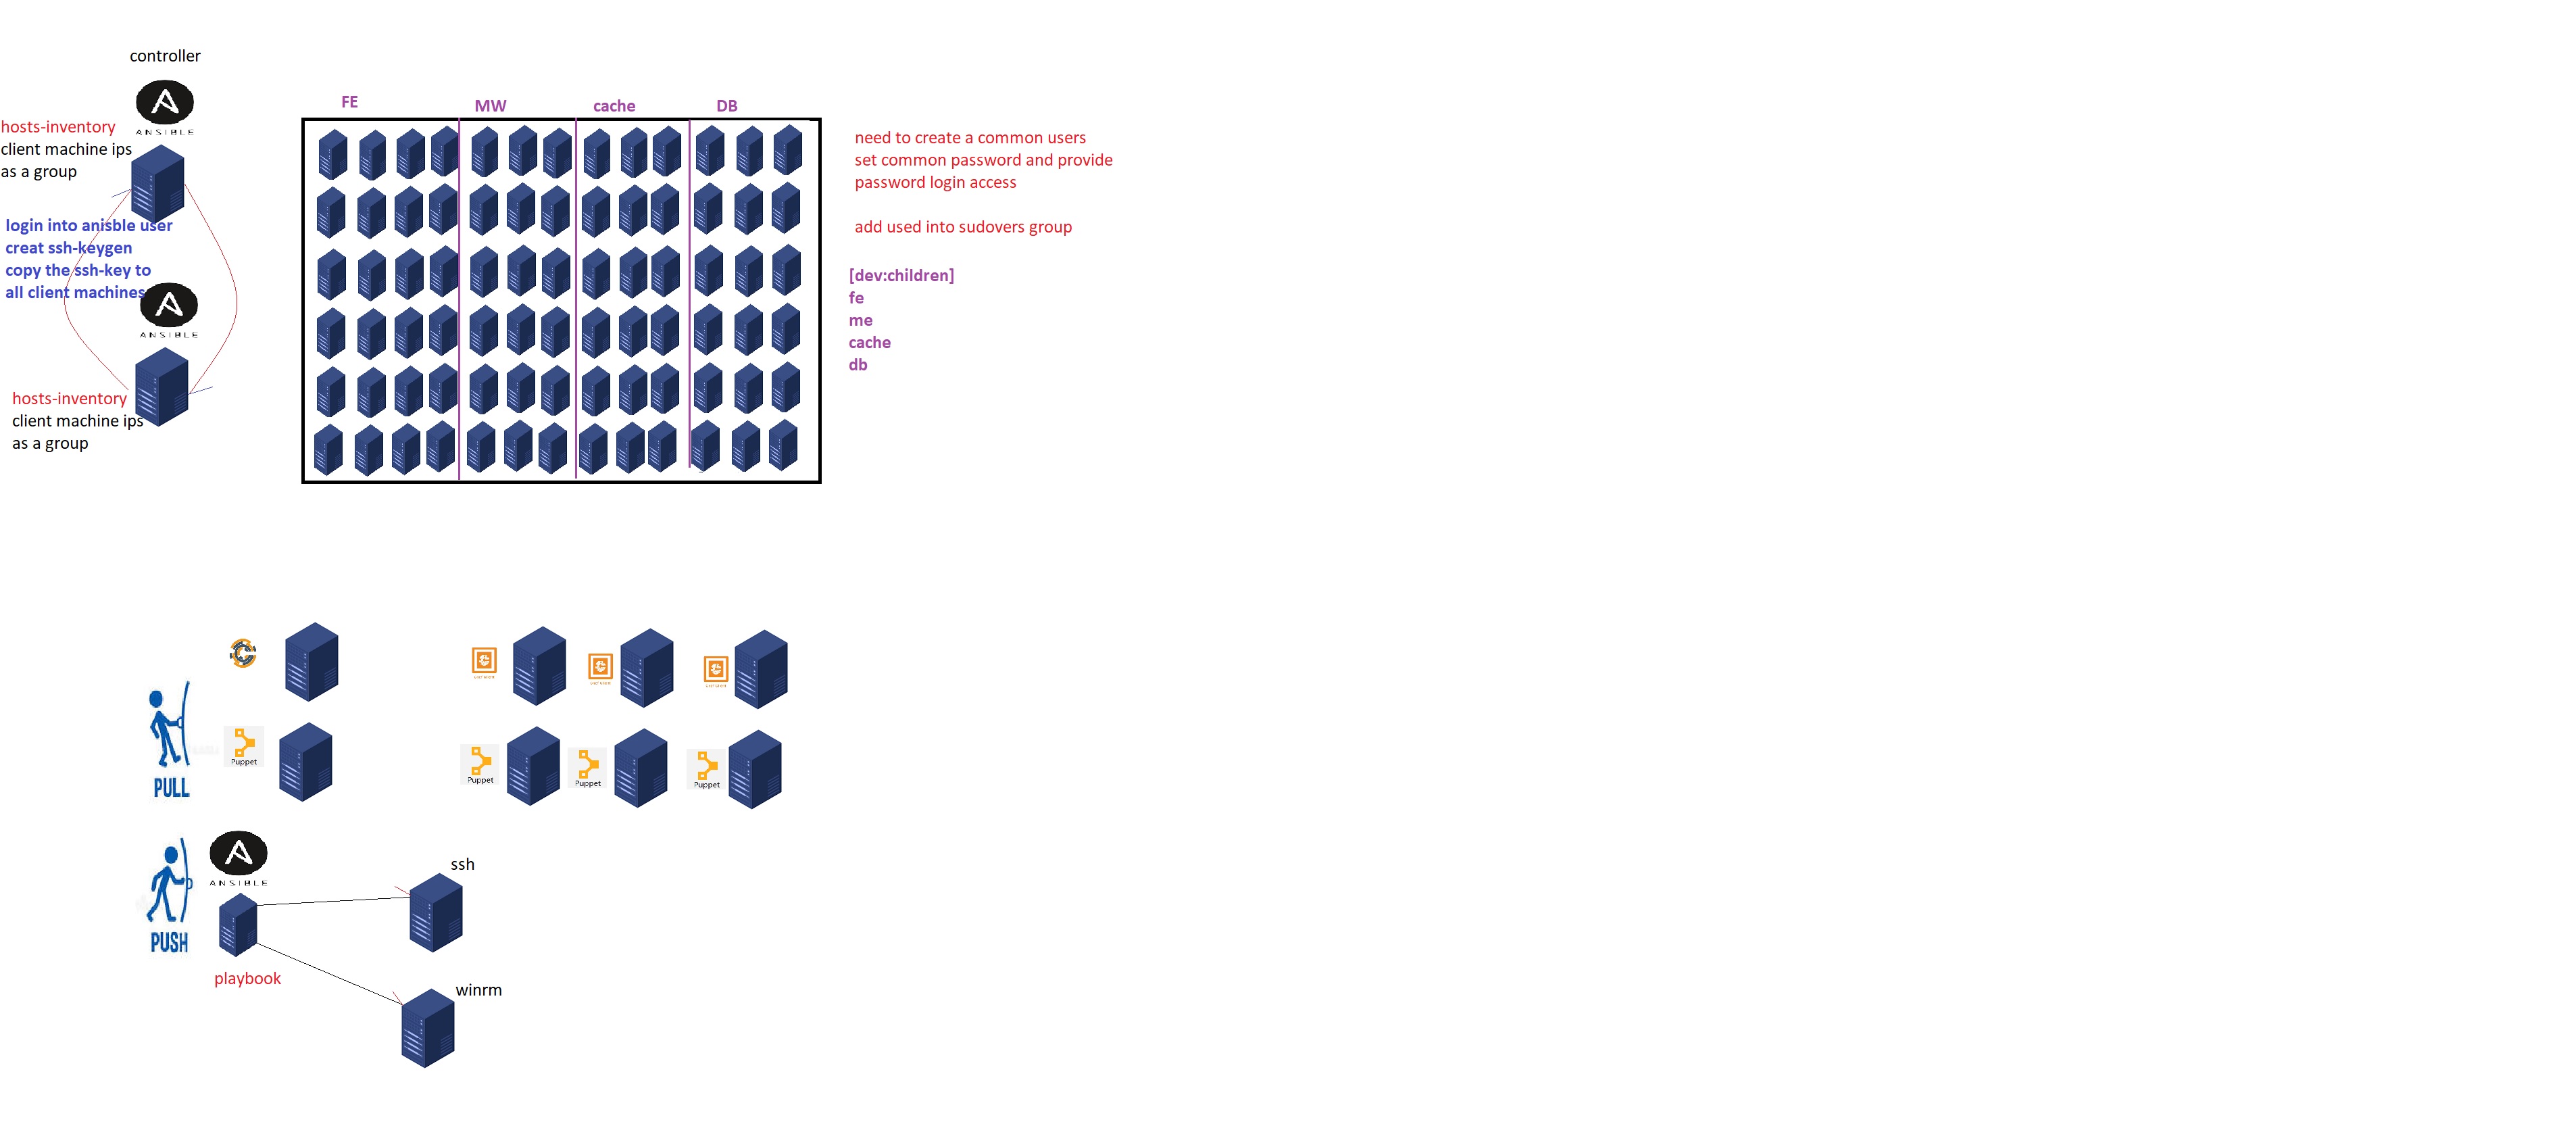 controller
ANSIBLE
hosts-inventory
client machine ips
as a group
login into anisble user
creat ssh-keygen
copy the ssh-key to
all client machines
ANSIBLE
hosts-inventory
client machine ips
as a group
FE
MW
cache
DB
need to create a common users
set common password and provide
password login access
add used into sudovers group
[dev:children]
fe
me
cache
db
PULL
Puppet
Puppet
Puppet
Puppet
PUSH
ANSIBLE
playbook
ssh
winrm